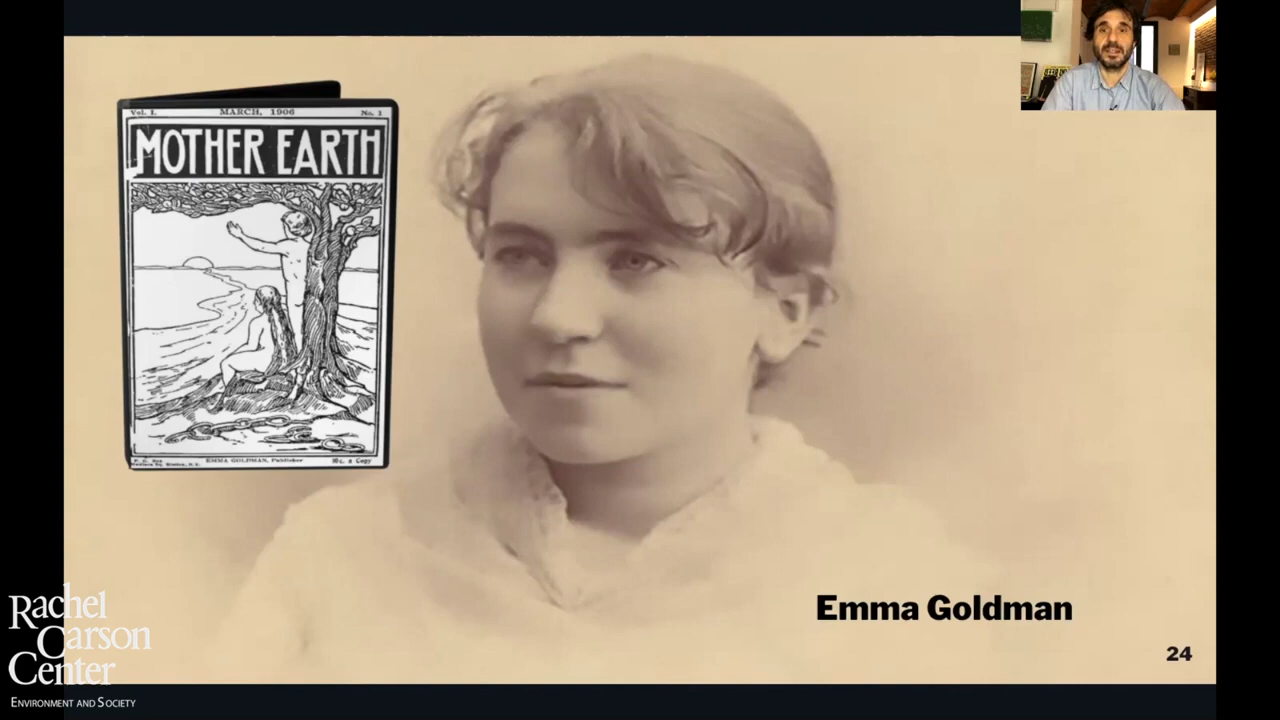 Vol. I. MARCH, 1906 No. 1
MOTHER EARTH
EMMA GOLDMAN, Publisher 10c. a Copy
Emma Goldman
24
Rachel
Carson
Center
ENVIRONMENT AND SOCIETY